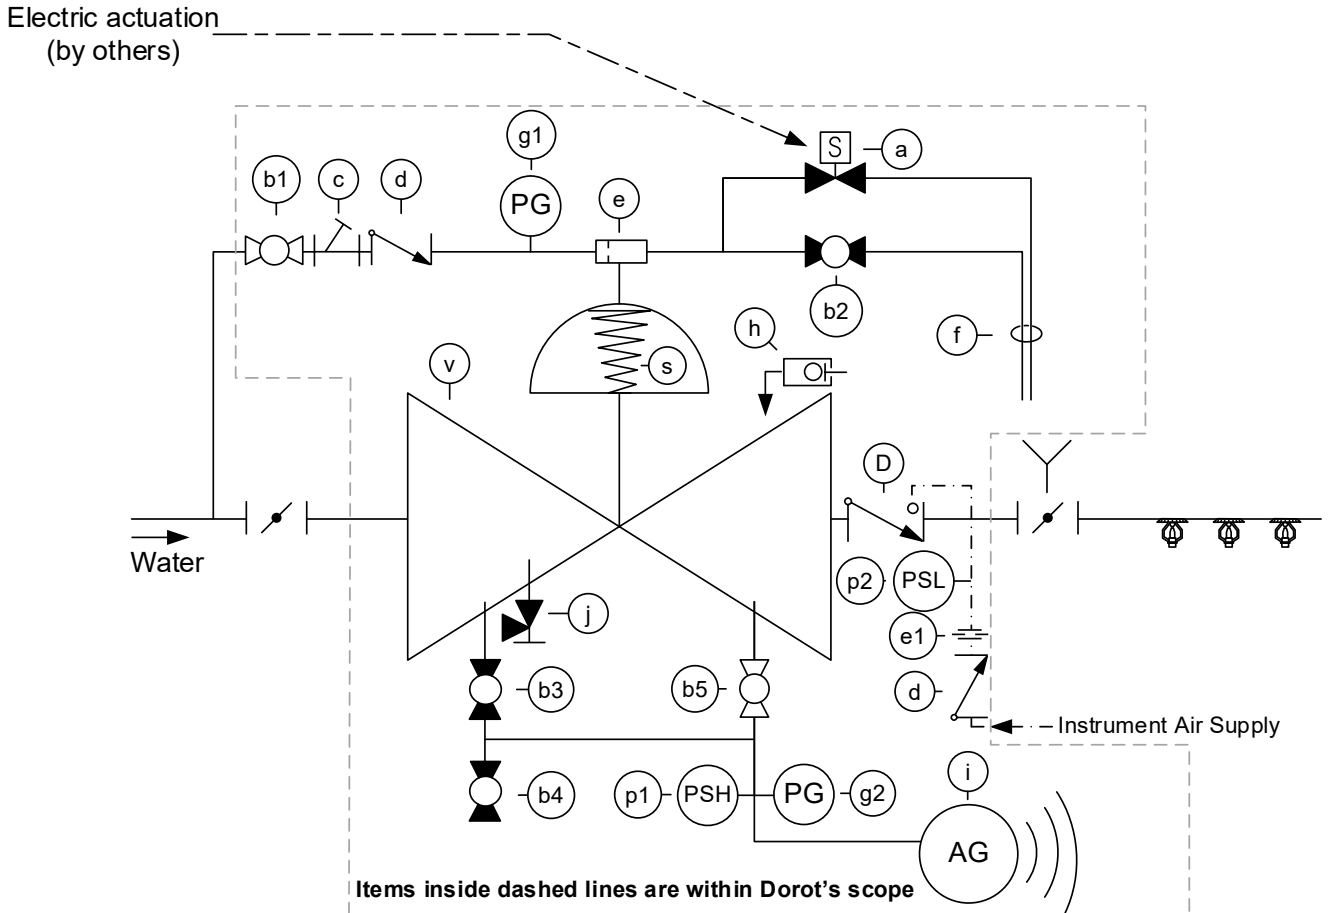 Electric actuation
(by others)
g1
S
a
b1
c
d
PG
e
b2
h
f
v
s
D
Water
p2
PSL
j
e1
b3
b5
d
Instrument Air Supply
i
b4
p1
PSH
PG
g2
AG
Items inside dashed lines are within Dorot's scope